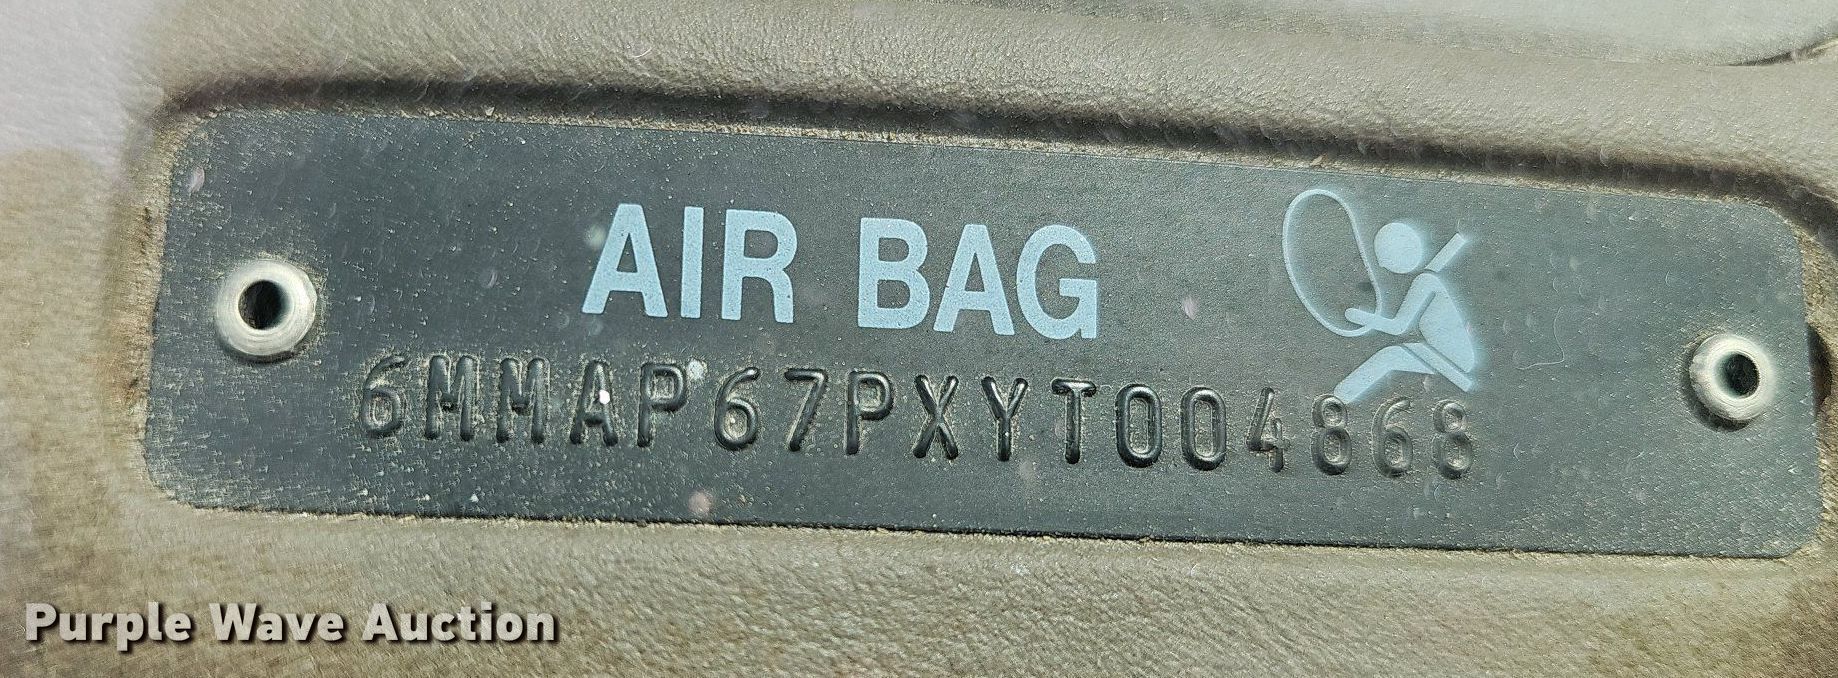 AIR BAG
6MMAP67PXYT004868
Purple Wave Auction